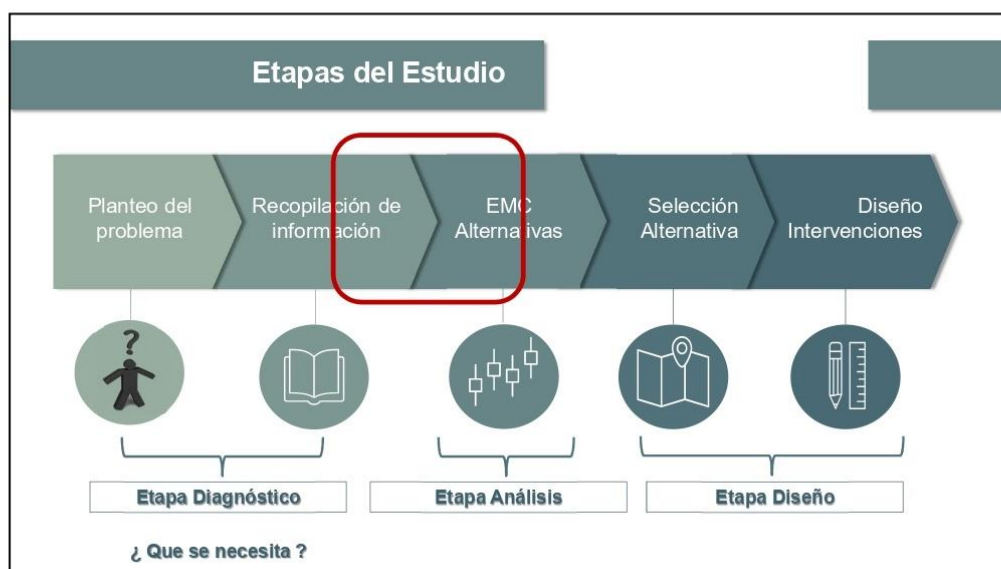 Etapas del Estudio
Planteo del
problema
Recopilación de
información
EMC
Alternativas
Selección
Alternativa
Diseño
Intervenciones
?
Etapa Diagnóstico
Etapa Análisis
Etapa Diseño
¿ Que se necesita ?